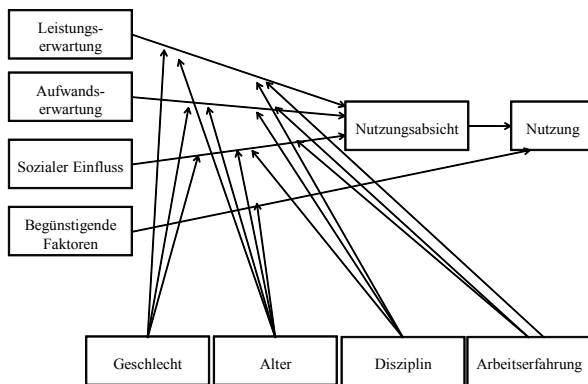 Leistungs-
erwartung
Aufwands-
erwartung
Sozialer Einfluss
Begünstigende
Faktoren
Nutzungsabsicht
Nutzung
Geschlecht
Alter
Disziplin
Arbeitserfahrung